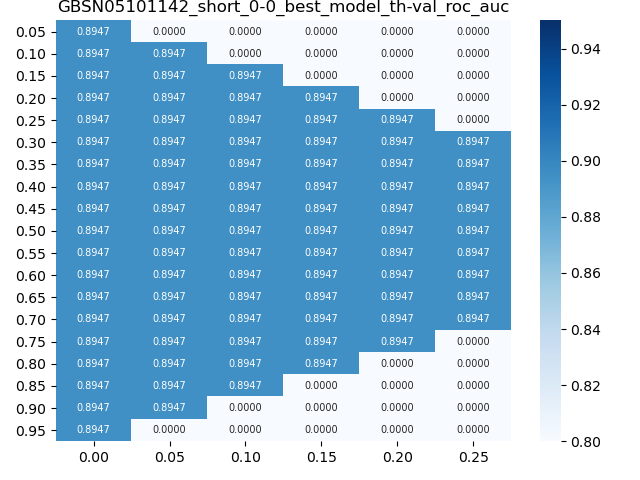 GBSN05101142_short_0-0_best_model_th-val_roc_auc
0.05 0.8947 0.0000 0.0000 0.0000 0.0000 0.0000
0.10 0.8947 0.8947 0.0000 0.0000 0.0000 0.0000
0.15 0.8947 0.8947 0.8947 0.0000 0.0000 0.0000
0.20 0.8947 0.8947 0.8947 0.8947 0.0000 0.0000
0.25 0.8947 0.8947 0.8947 0.8947 0.8947 0.0000
0.30 0.8947 0.8947 0.8947 0.8947 0.8947 0.8947
0.35 0.8947 0.8947 0.8947 0.8947 0.8947 0.8947
0.40 0.8947 0.8947 0.8947 0.8947 0.8947 0.8947
0.45 0.8947 0.8947 0.8947 0.8947 0.8947 0.8947
0.50 0.8947 0.8947 0.8947 0.8947 0.8947 0.8947
0.55 0.8947 0.8947 0.8947 0.8947 0.8947 0.8947
0.60 0.8947 0.8947 0.8947 0.8947 0.8947 0.8947
0.65 0.8947 0.8947 0.8947 0.8947 0.8947 0.8947
0.70 0.8947 0.8947 0.8947 0.8947 0.8947 0.8947
0.75 0.8947 0.8947 0.8947 0.8947 0.8947 0.0000
0.80 0.8947 0.8947 0.8947 0.8947 0.0000 0.0000
0.85 0.8947 0.8947 0.8947 0.0000 0.0000 0.0000
0.90 0.8947 0.8947 0.0000 0.0000 0.0000 0.0000
0.95 0.8947 0.0000 0.0000 0.0000 0.0000 0.0000
0.00 0.05 0.10 0.15 0.20 0.25
0.94
0.92
0.90
0.88
0.86
0.84
0.82
0.80